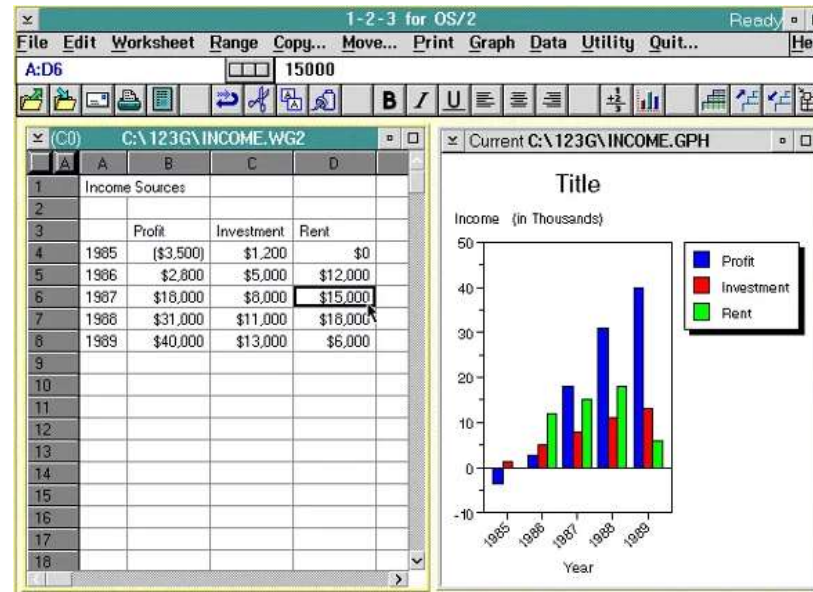 1-2-3 for OS/2 Ready
File Edit Worksheet Range Copy... Move... Print Graph Data Utility Quit... He
A:D6 15000
B I U
(C0) C:\123G\INCOME.WG2
A A B C D
1 Income Sources
2
3 Profit Investment Rent
4 1985 ($3,500) $1,200 $0
5 1986 $2,800 $5,000 $12,000
6 1987 $18,000 $8,000 $15,000
7 1988 $31,000 $11,000 $18,000
8 1989 $40,000 $13,000 $6,000
9
10
11
12
13
14
15
16
17
18
Current C:\123G\INCOME.GPH
Title
Income (in Thousands)
50
40
30
20
10
0
-10
1985 1986 1987 1988 1989
Year
Profit
Investment
Rent